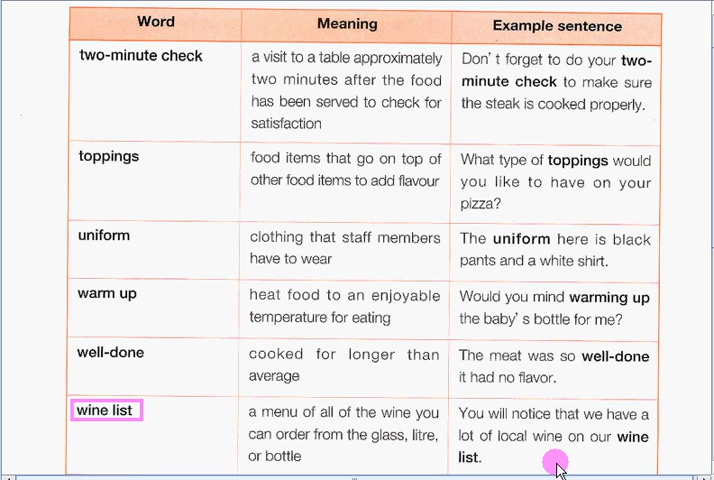 Word Meaning Example sentence
two-minute check
a visit to a table approximately
two minutes after the food
has been served to check for
satisfaction
Don't forget to do your two-
minute check to make sure
the steak is cooked properly.
toppings
food items that go on top of
other food items to add flavour
What type of toppings would
you like to have on your
pizza?
uniform
clothing that staff members
have to wear
The uniform here is black
pants and a white shirt.
warm up
heat food to an enjoyable
temperature for eating
Would you mind warming up
the baby's bottle for me?
well-done
cooked for longer than
average
The meat was so well-done
it had no flavor.
wine list
a menu of all of the wine you
can order from the glass, litre,
or bottle
You will notice that we have a
lot of local wine on our wine
list.